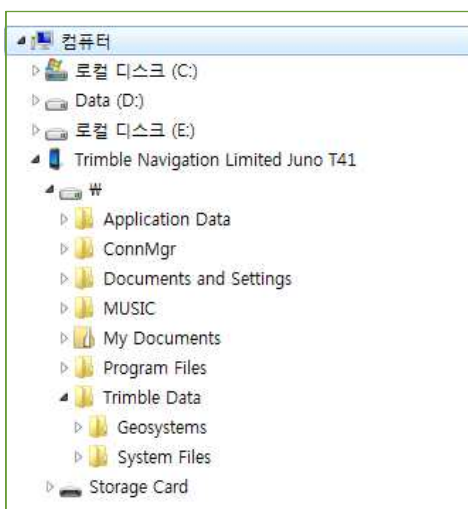 컴퓨터
로컬 디스크 (C:)
Data (D:)
로컬 디스크 (E:)
Trimble Navigation Limited Juno T41
₩
Application Data
ConnMgr
Documents and Settings
MUSIC
My Documents
Program Files
Trimble Data
Geosystems
System Files
Storage Card